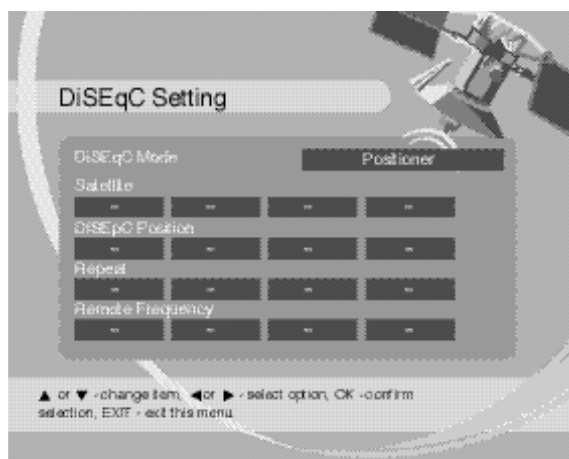 DiSEqC Setting
DiSEqC Mode Positioner
Satellite
-- -- -- --
DiSEpC Position
-- -- -- --
Repeat
-- -- -- --
Remote Frequency
-- -- -- --
▲ or ▼ - change item, ◀ or ▶ - select option, OK - confirm
selection, EXIT - exit this menu